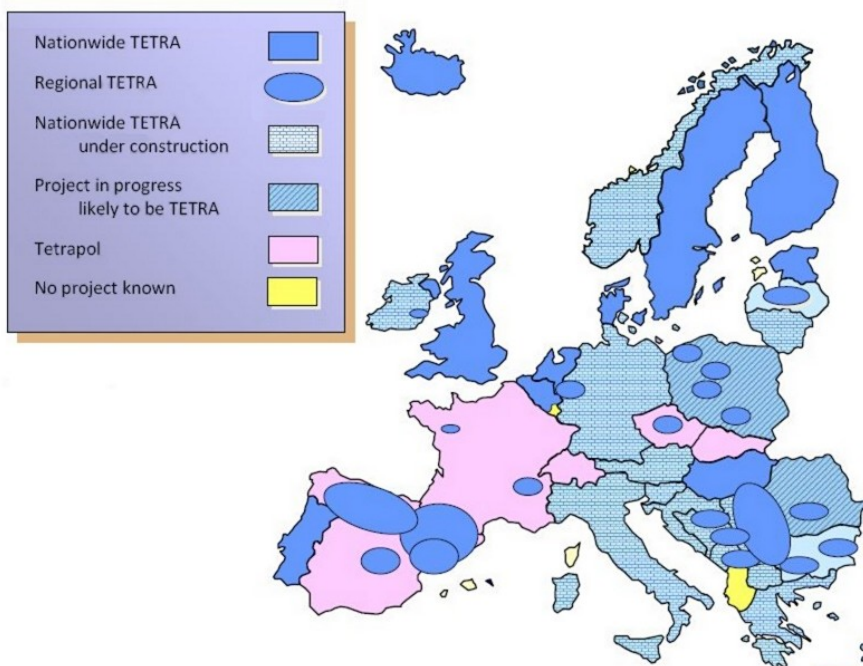 Nationwide TETRA
Regional TETRA
Nationwide TETRA
under construction
Project in progress
likely to be TETRA
Tetrapol
No project known